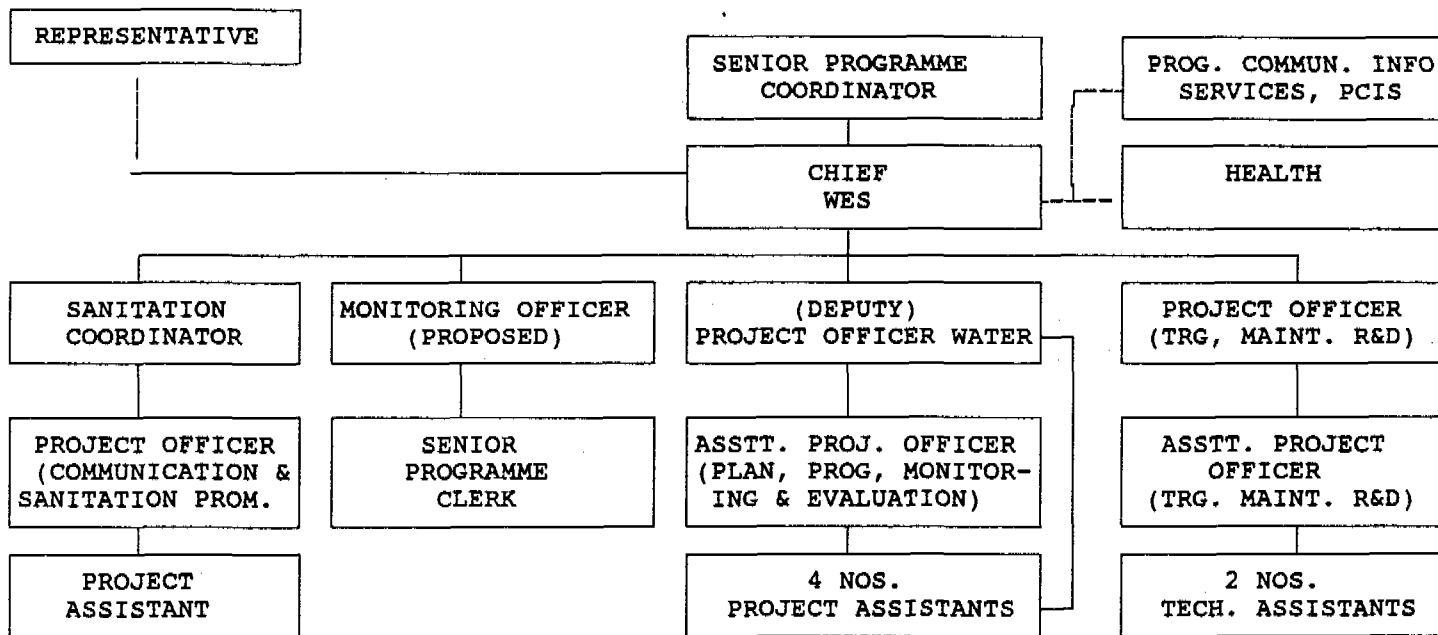 REPRESENTATIVE
SENIOR PROGRAMME
COORDINATOR
PROG. COMMUN. INFO
SERVICES, PCIS
CHIEF
WES
HEALTH
SANITATION
COORDINATOR
MONITORING OFFICER
(PROPOSED)
(DEPUTY)
PROJECT OFFICER WATER
PROJECT OFFICER
(TRG, MAINT. R&D)
PROJECT OFFICER
(COMMUNICATION &
SANITATION PROM.
SENIOR
PROGRAMME
CLERK
ASSTT. PROJ. OFFICER
(PLAN, PROG, MONITOR-
ING & EVALUATION)
ASSTT. PROJECT
OFFICER
(TRG. MAINT. R&D)
PROJECT
ASSISTANT
4 NOS.
PROJECT ASSISTANTS
2 NOS.
TECH. ASSISTANTS